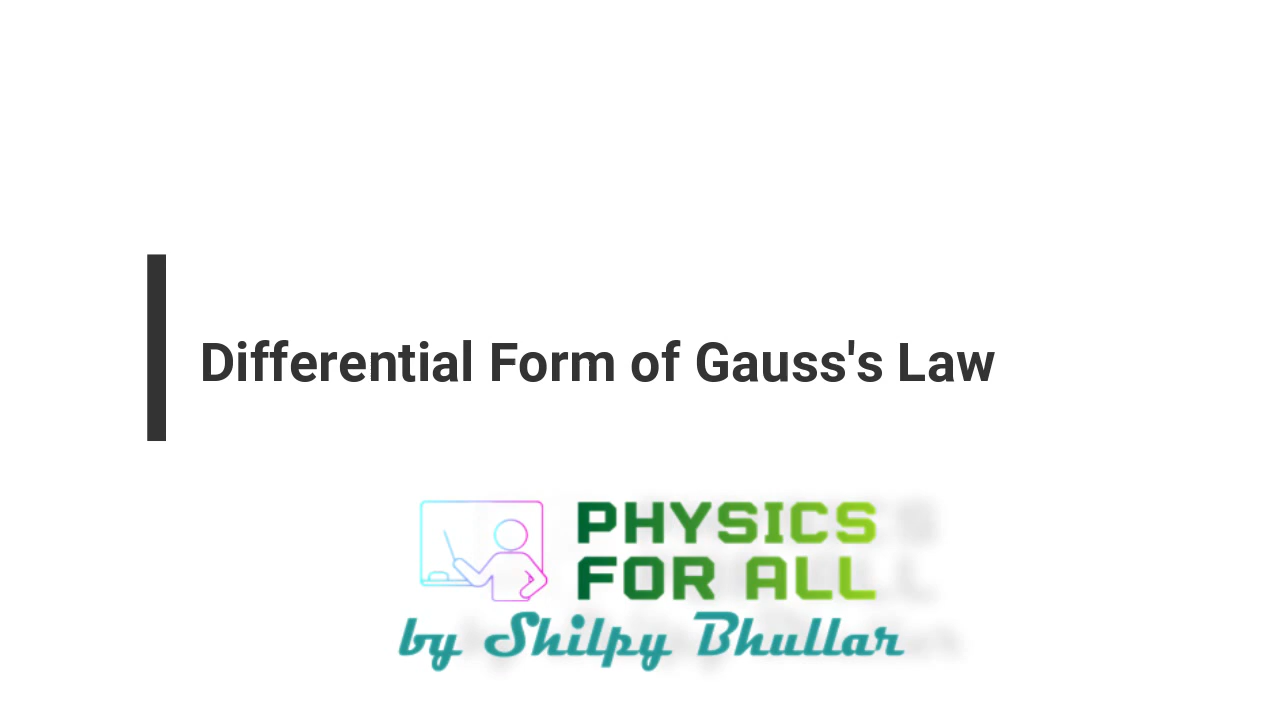 Differential Form of Gauss's Law
PHYSICS
FOR ALL
by Shilpy Bhullar